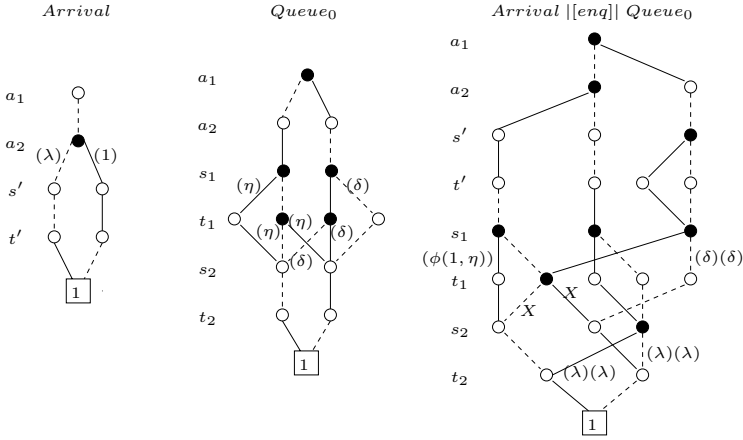 Arrival
a₁
a₂
(λ) (1)
s′
t′
1
Queue₀
a₁
a₂
s₁
(η) (δ)
t₁
(η) (η) (δ)
(δ)
s₂
t₂
1
Arrival |[enq]| Queue₀
a₁
a₂
s′
t′
s₁
(ϕ(1, η)) (δ)(δ)
t₁
X
X
s₂
(λ)(λ)
(λ)(λ)
t₂
1